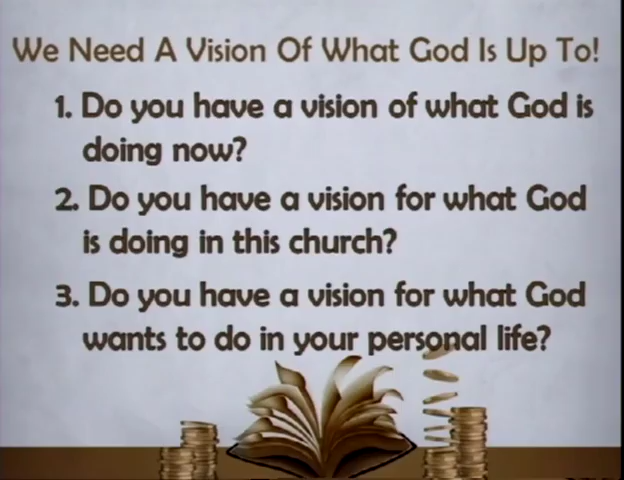 We Need A Vision Of What God Is Up To!
1. Do you have a vision of what God is
doing now?
2. Do you have a vision for what God
is doing in this church?
3. Do you have a vision for what God
wants to do in your personal life?